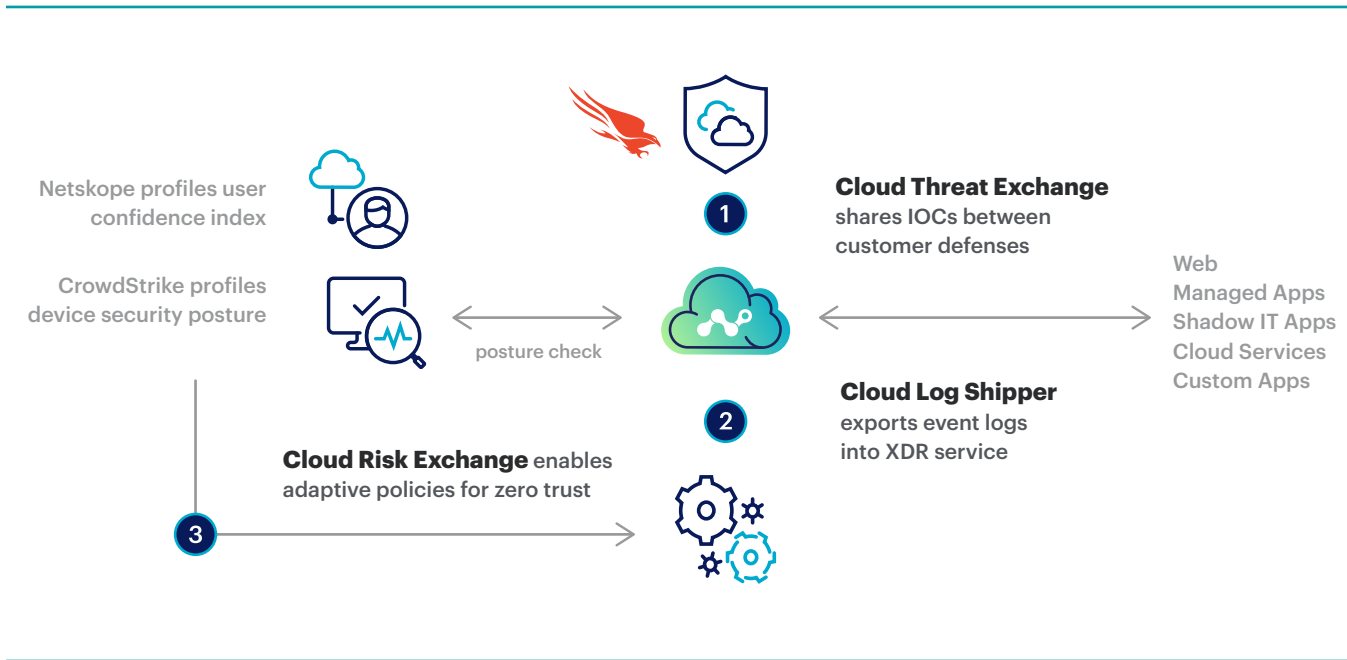 Netskope profiles user
confidence index
CrowdStrike profiles
device security posture
posture check
1
Cloud Threat Exchange
shares IOCs between
customer defenses
Web
Managed Apps
Shadow IT Apps
Cloud Services
Custom Apps
2
Cloud Log Shipper
exports event logs
into XDR service
Cloud Risk Exchange enables
adaptive policies for zero trust
3